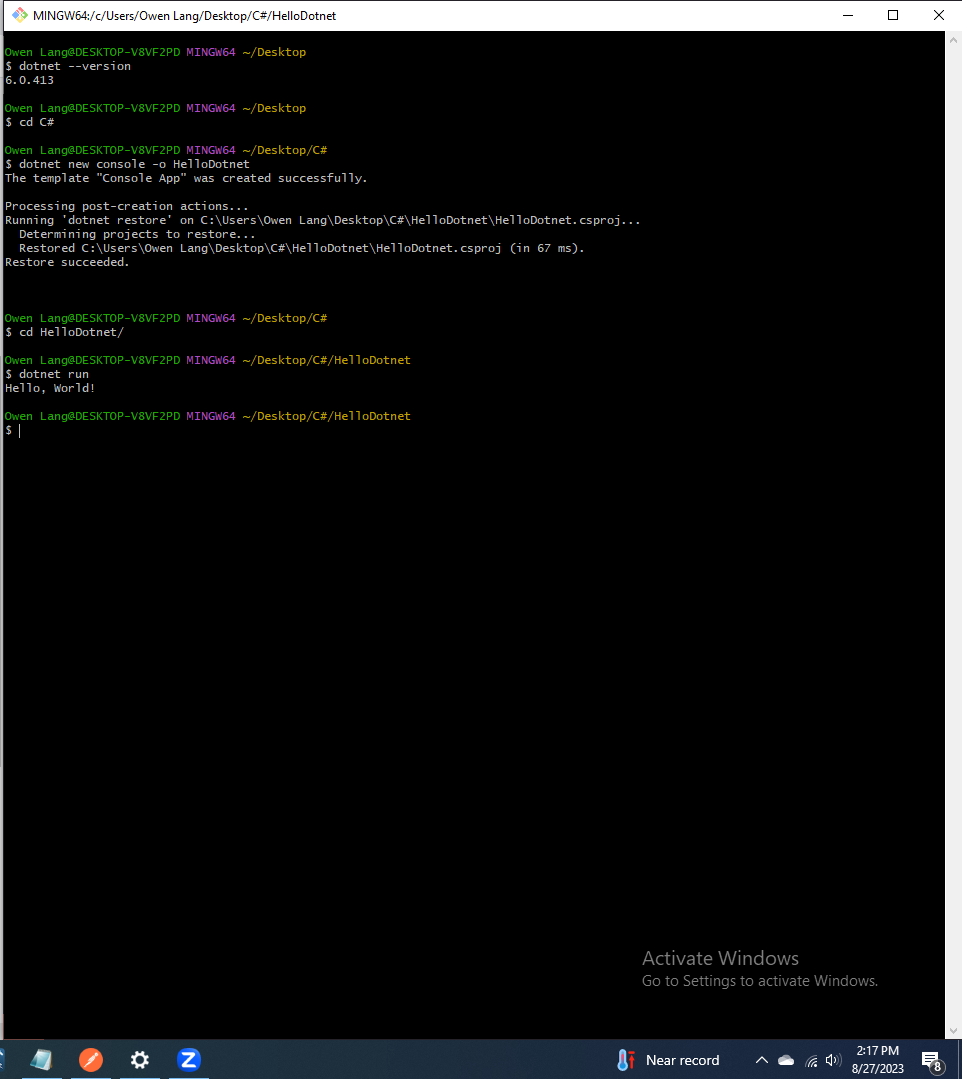 MINGW64:/c/Users/Owen Lang/Desktop/C#/HelloDotnet
Owen Lang@DESKTOP-V8VF2PD MINGW64 ~/Desktop
$ dotnet --version
6.0.413
Owen Lang@DESKTOP-V8VF2PD MINGW64 ~/Desktop
$ cd C#
Owen Lang@DESKTOP-V8VF2PD MINGW64 ~/Desktop/C#
$ dotnet new console -o HelloDotnet
The template "Console App" was created successfully.
Processing post-creation actions...
Running 'dotnet restore' on C:\Users\Owen Lang\Desktop\C#\HelloDotnet\HelloDotnet.csproj...
  Determining projects to restore...
  Restored C:\Users\Owen Lang\Desktop\C#\HelloDotnet\HelloDotnet.csproj (in 67 ms).
Restore succeeded.
Owen Lang@DESKTOP-V8VF2PD MINGW64 ~/Desktop/C#
$ cd HelloDotnet/
Owen Lang@DESKTOP-V8VF2PD MINGW64 ~/Desktop/C#/HelloDotnet
$ dotnet run
Hello, World!
Owen Lang@DESKTOP-V8VF2PD MINGW64 ~/Desktop/C#/HelloDotnet
$
Activate Windows
Go to Settings to activate Windows.
Near record
2:17 PM
8/27/2023
8